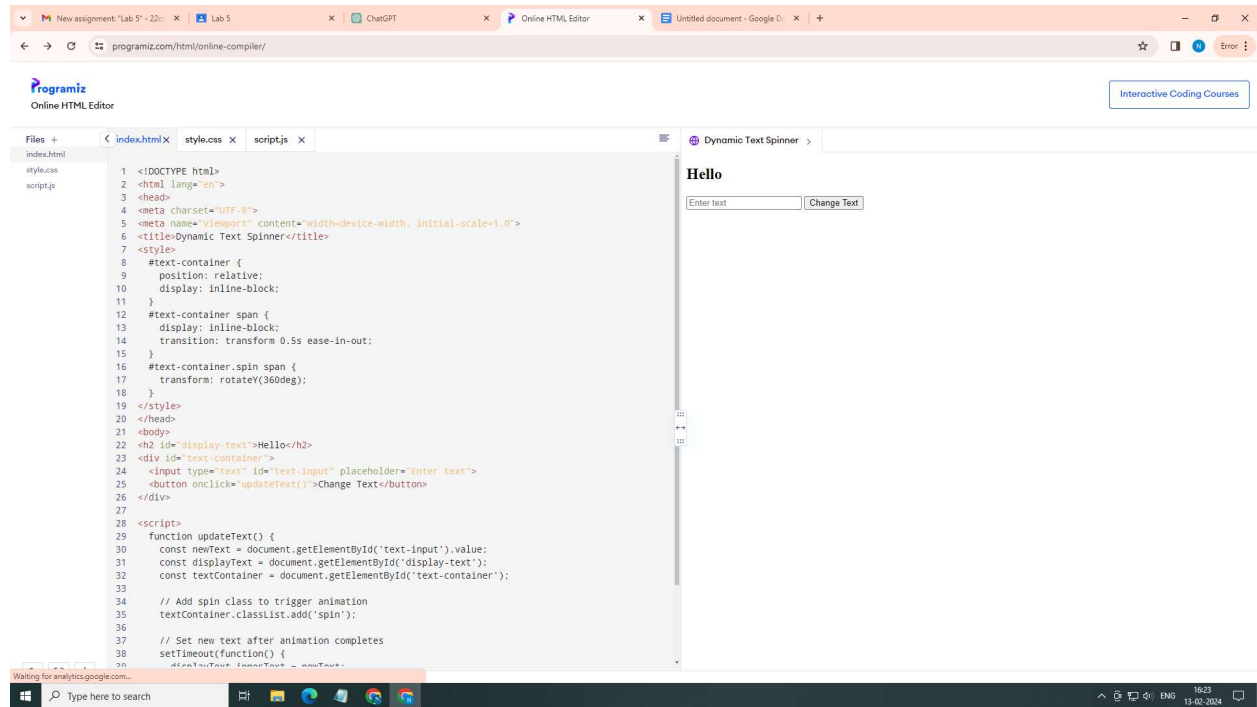 New assignment: "Lab 5" - 22c
Lab 5
ChatGPT
Online HTML Editor
Untitled document - Google Do
programiz.com/html/online-compiler/
N
Error
Programiz
Online HTML Editor
Interactive Coding Courses
Files +
index.html
style.css
script.js
index.html
style.css
script.js
Dynamic Text Spinner
1 <!DOCTYPE html>
2 <html lang="en">
3 <head>
4 <meta charset="UTF-8">
5 <meta name="viewport" content="width=device-width, initial-scale=1.0">
6 <title>Dynamic Text Spinner</title>
7 <style>
8 #text-container {
9 position: relative;
10 display: inline-block;
11 }
12 #text-container span {
13 display: inline-block;
14 transition: transform 0.5s ease-in-out;
15 }
16 #text-container.spin span {
17 transform: rotateY(360deg);
18 }
19 </style>
20 </head>
21 <body>
22 <h2 id="display-text">Hello</h2>
23 <div id="text-container">
24 <input type="text" id="text-input" placeholder="Enter text">
25 <button onclick="updateText()">Change Text</button>
26 </div>
27
28 <script>
29 function updateText() {
30 const newText = document.getElementById('text-input').value;
31 const displayText = document.getElementById('display-text');
32 const textContainer = document.getElementById('text-container');
33
34 // Add spin class to trigger animation
35 textContainer.classList.add('spin');
36
37 // Set new text after animation completes
38 setTimeout(function() {
39 displayText.innerText = newText;
Hello
Enter text
Change Text
Waiting for analytics.google.com...
Type here to search
ENG
16:23
13-02-2024